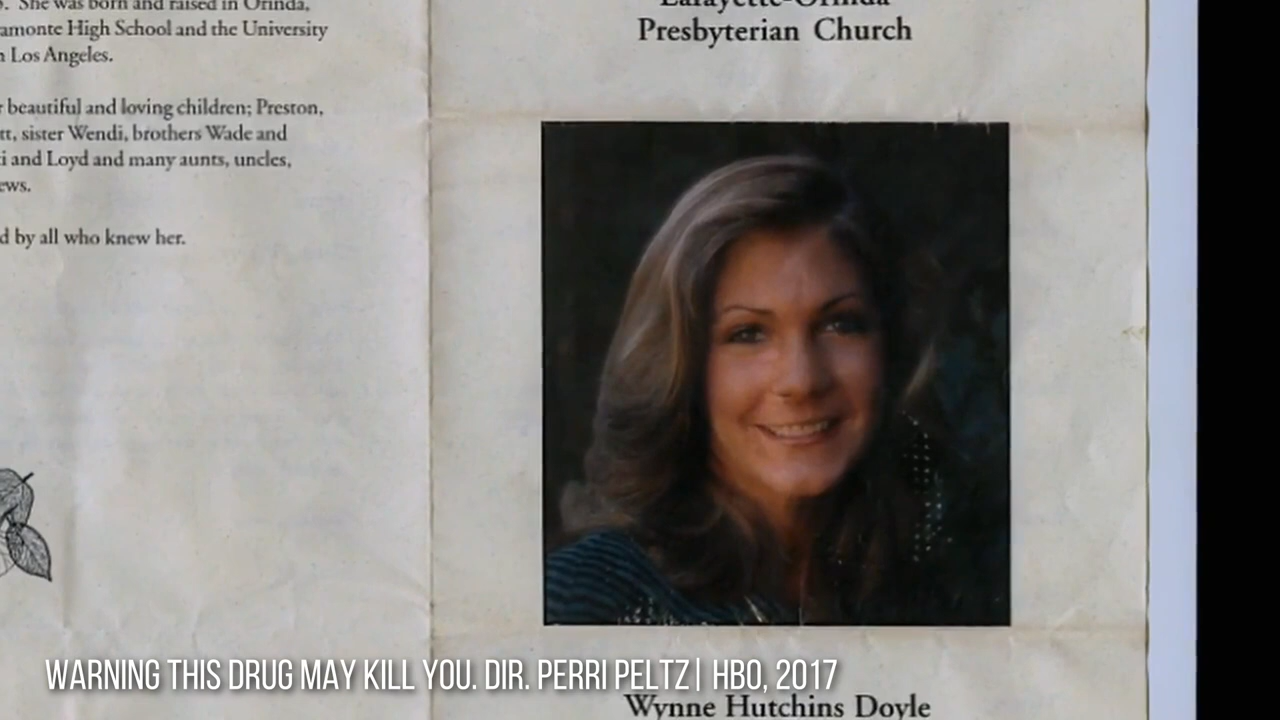 She was born and raised in Orinda,
amonte High School and the University
Los Angeles.
beautiful and loving children; Preston,
tt, sister Wendi, brothers Wade and
i and Loyd and many aunts, uncles,
ews.
d by all who knew her.
Lafayette-Orinda
Presbyterian Church
Wynne Hutchins Doyle
WARNING THIS DRUG MAY KILL YOU. DIR. PERRI PELTZ| HBO, 2017